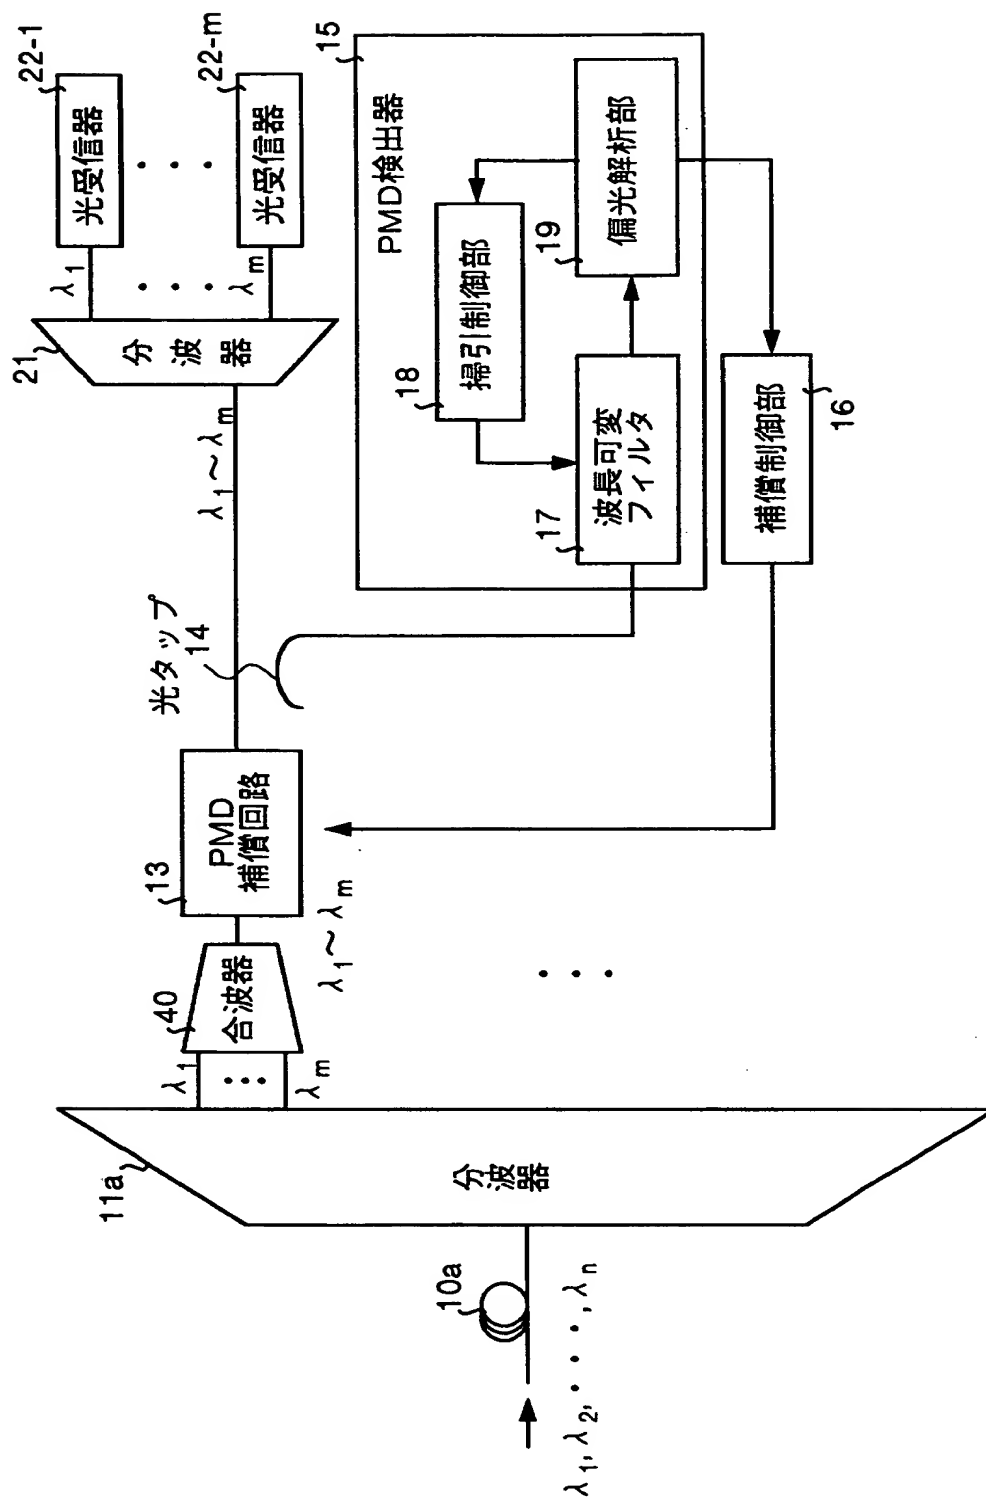 λ1, λ2, ・・・・, λn
10a
11a
分波器
λ1
λm
40
合波器
λ1〜λm
13
PMD
補償回路
光タップ
14
λ1〜λm
21
分波器
λ1
λm
22-1
光受信器
22-m
光受信器
15
PMD検出器
17
波長可変
フィルタ
18
掃引制御部
19
偏光解析部
補償制御部
16